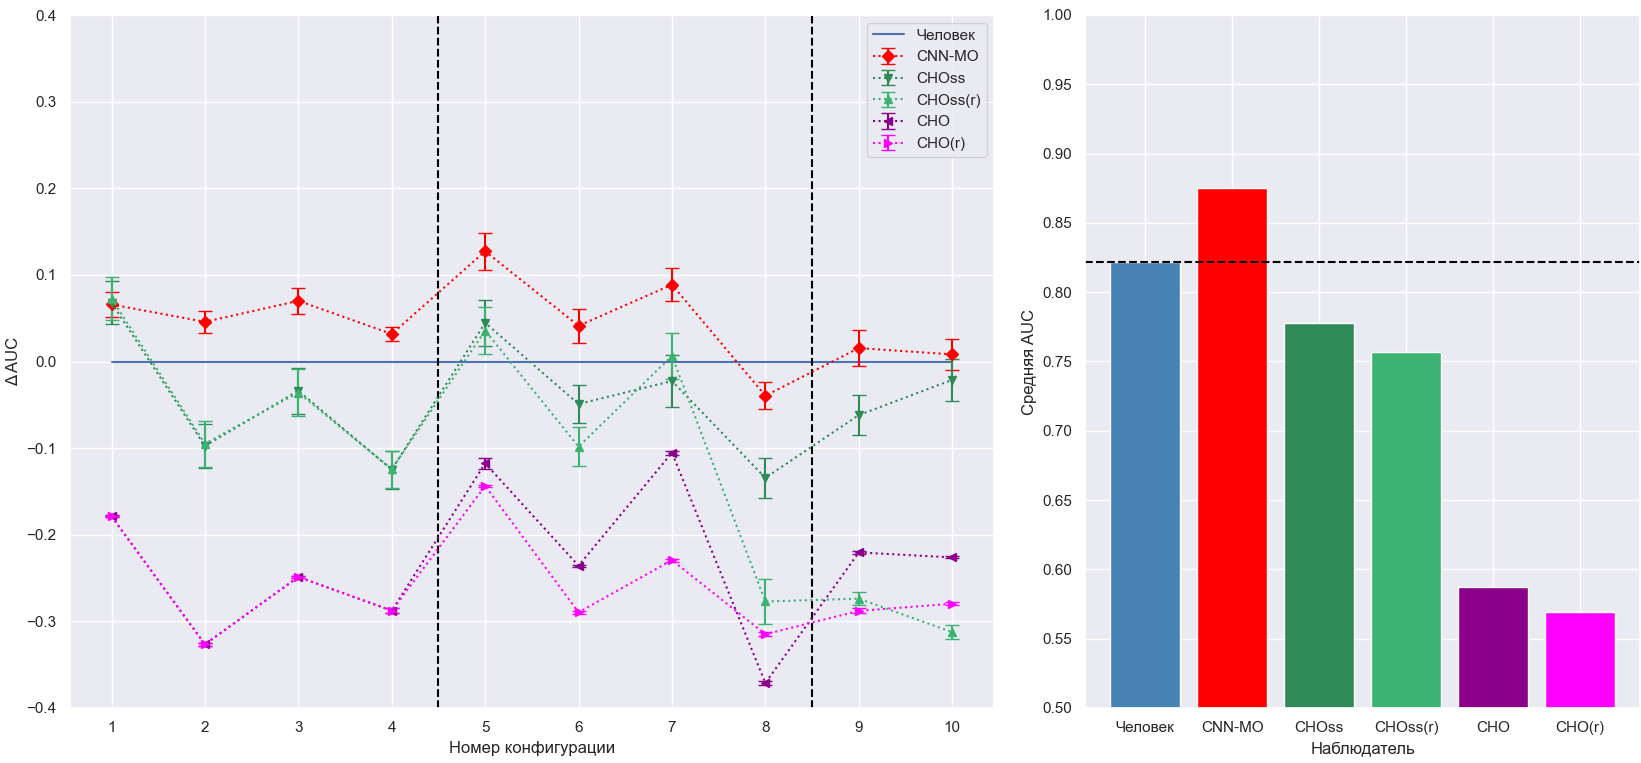 0.4
0.3
0.2
0.1
0.0
−0.1
−0.2
−0.3
−0.4
ΔAUC
1 2 3 4 5 6 7 8 9 10
Номер конфигурации
Человек
CNN-MO
CHOss
CHOss(r)
CHO
CHO(r)
1.00
0.95
0.90
0.85
0.80
0.75
0.70
0.65
0.60
0.55
0.50
Средняя AUC
Человек CNN-MO CHOss CHOss(r) CHO CHO(r)
Наблюдатель